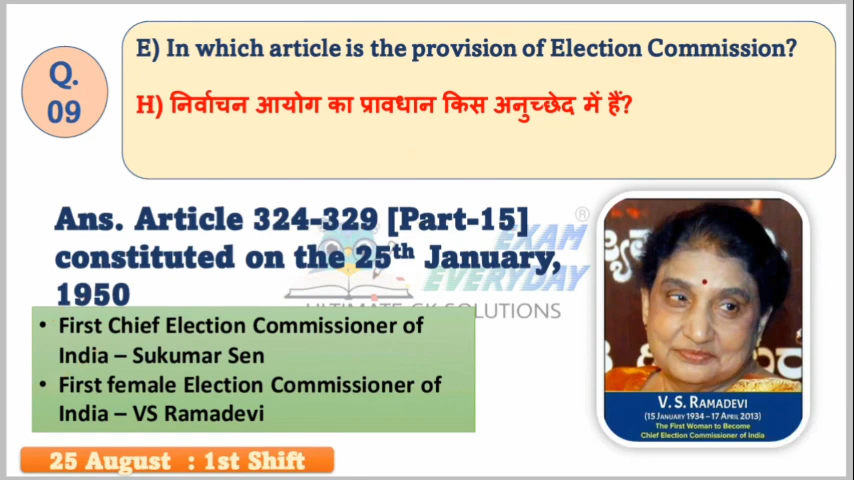 Q.
09
E) In which article is the provision of Election Commission?
H) निर्वाचन आयोग का प्रावधान किस अनुच्छेद में हैं?
Ans. Article 324-329 [Part-15]
constituted on the 25th January,
1950
®
EXAM
EVERYDAY
ULTIMATE GK SOLUTIONS
• First Chief Election Commissioner of
India – Sukumar Sen
• First female Election Commissioner of
India – VS Ramadevi
V. S. RAMADEVI
(15 JANUARY 1934 – 17 APRIL 2013)
The First Woman to Become
Chief Election Commissioner of India
25 August : 1st Shift